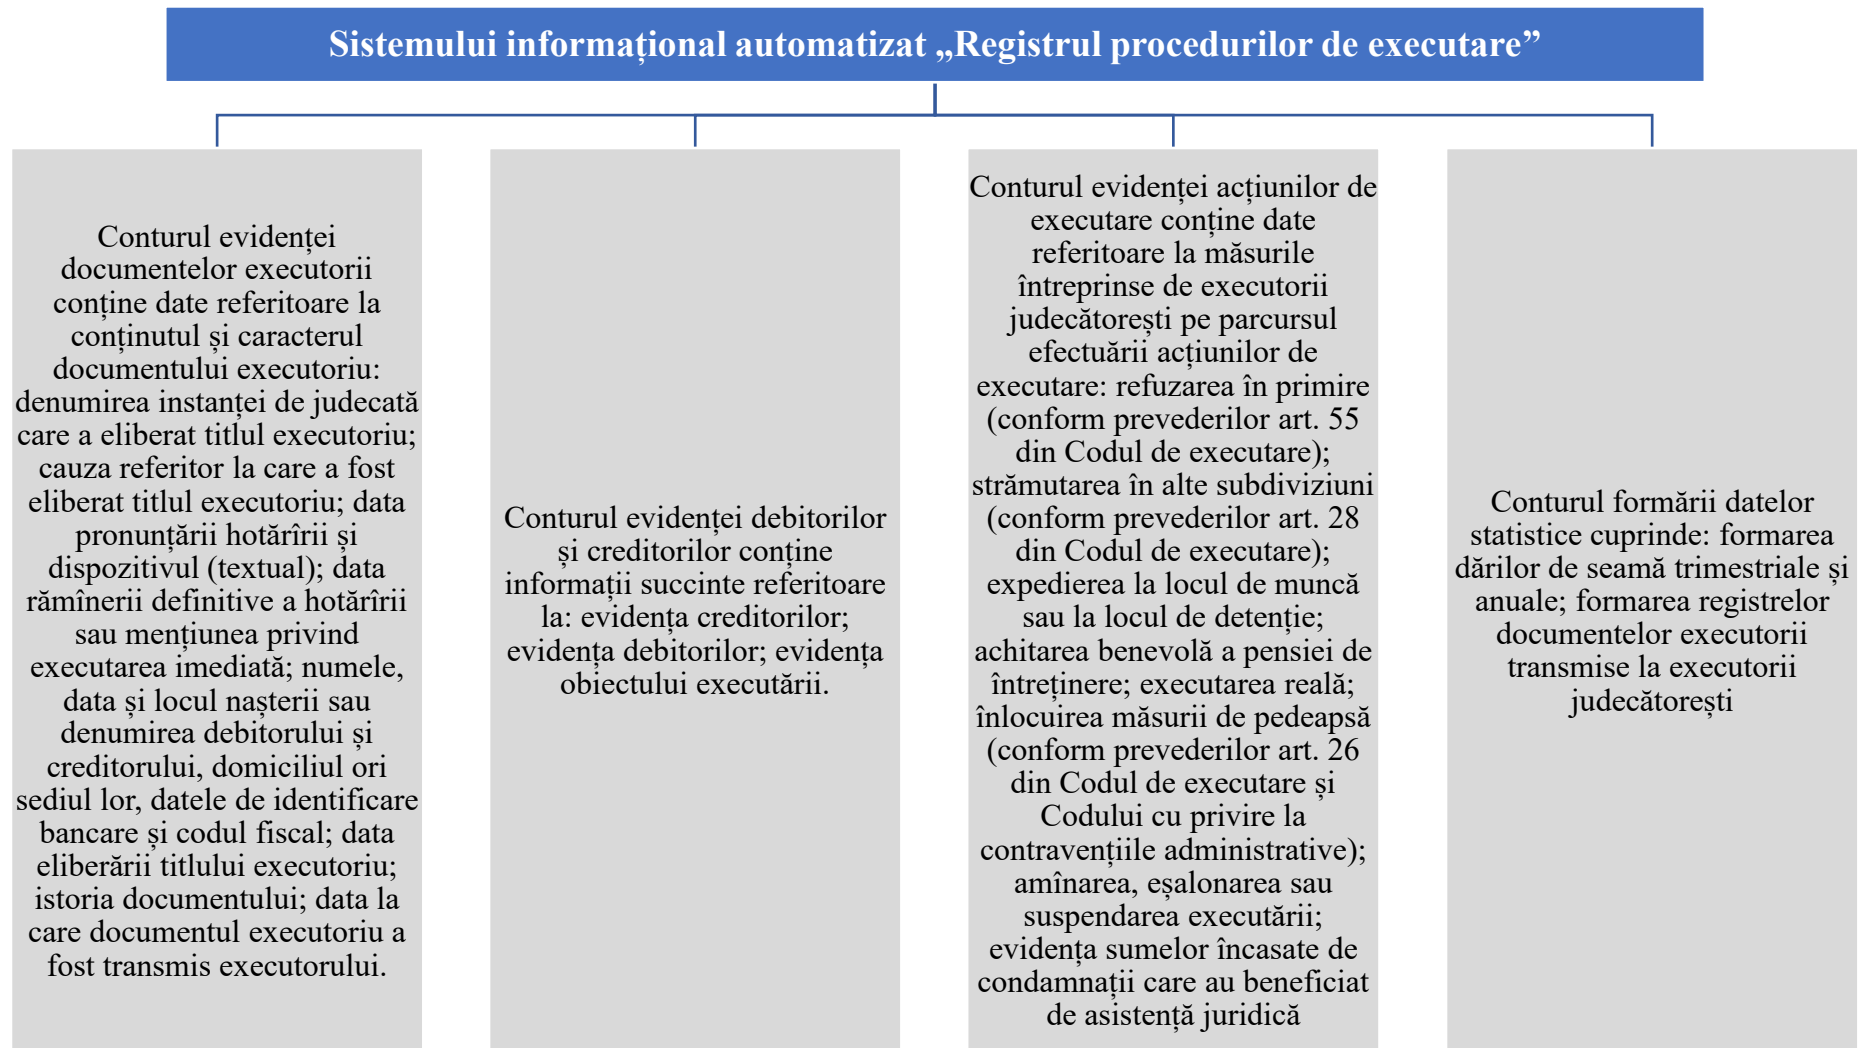 Sistemului informațional automatizat „Registrul procedurilor de executare”
Conturul evidenței
documentelor executorii
conține date referitoare la
conținutul și caracterul
documentului executoriu:
denumirea instanței de judecată
care a eliberat titlul executoriu;
cauza referitor la care a fost
eliberat titlul executoriu; data
pronunțării hotărîrii și
dispozitivul (textual); data
rămînerii definitive a hotărîrii
sau mențiunea privind
executarea imediată; numele,
data și locul nașterii sau
denumirea debitorului și
creditorului, domiciliul ori
sediul lor, datele de identificare
bancare și codul fiscal; data
eliberării titlului executoriu;
istoria documentului; data la
care documentul executoriu a
fost transmis executorului.
Conturul evidenței debitorilor
și creditorilor conține
informații succinte referitoare
la: evidența creditorilor;
evidența debitorilor; evidența
obiectului executării.
Conturul evidenței acțiunilor de
executare conține date
referitoare la măsurile
întreprinse de executorii
judecătorești pe parcursul
efectuării acțiunilor de
executare: refuzarea în primire
(conform prevederilor art. 55
din Codul de executare);
strămutarea în alte subdiviziuni
(conform prevederilor art. 28
din Codul de executare);
expedierea la locul de muncă
sau la locul de detenție;
achitarea benevolă a pensiei de
întreținere; executarea reală;
înlocuirea măsurii de pedeapsă
(conform prevederilor art. 26
din Codul de executare și
Codului cu privire la
contravențiile administrative);
amînarea, eșalonarea sau
suspendarea executării;
evidența sumelor încasate de
condamnații care au beneficiat
de asistență juridică
Conturul formării datelor
statistice cuprinde: formarea
dărilor de seamă trimestriale și
anuale; formarea registrelor
documentelor executorii
transmise la executorii
judecătorești